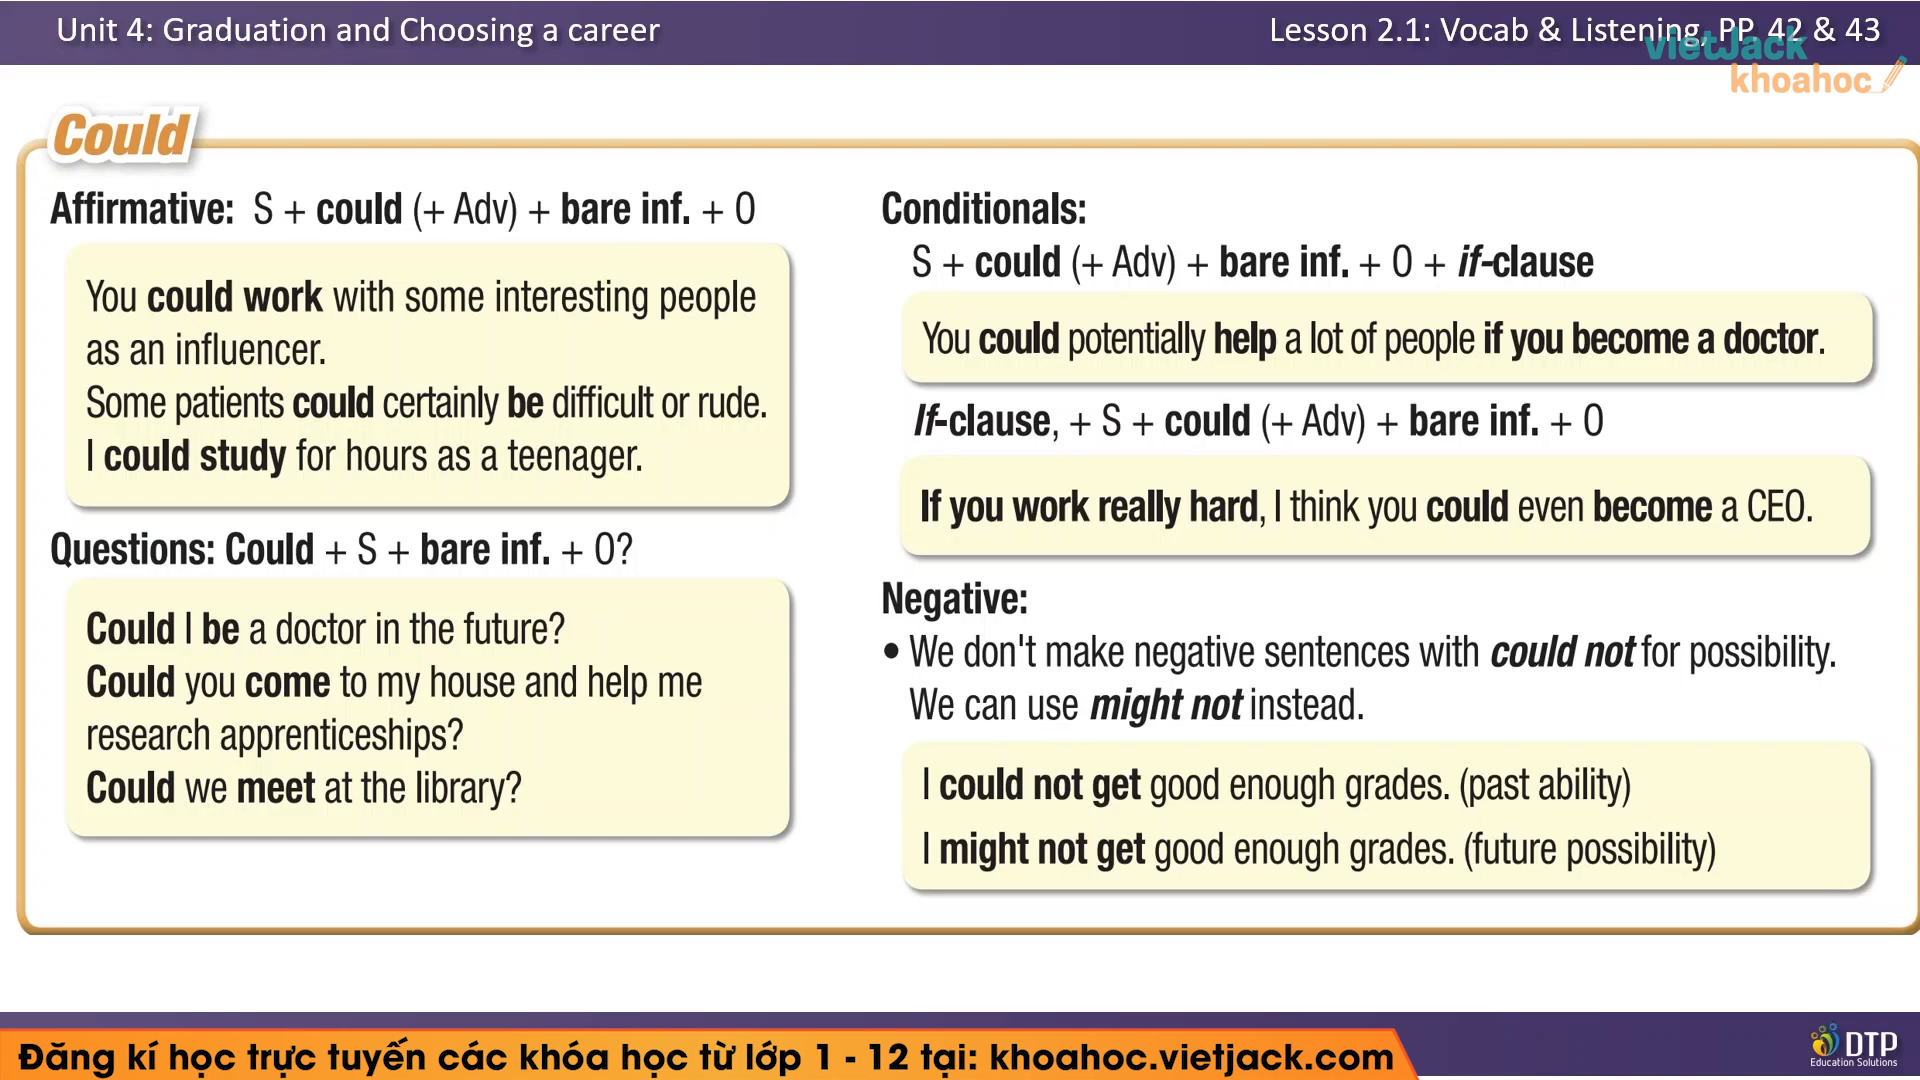 Unit 4: Graduation and Choosing a career
Lesson 2.1: Vocab & Listening, PP. 42 & 43
vietJack
khoahoc
Could
Affirmative: S + could (+ Adv) + bare inf. + O
You could work with some interesting people
as an influencer.
Some patients could certainly be difficult or rude.
I could study for hours as a teenager.
Questions: Could + S + bare inf. + O?
Could I be a doctor in the future?
Could you come to my house and help me
research apprenticeships?
Could we meet at the library?
Conditionals:
S + could (+ Adv) + bare inf. + O + if-clause
You could potentially help a lot of people if you become a doctor.
If-clause, + S + could (+ Adv) + bare inf. + O
If you work really hard, I think you could even become a CEO.
Negative:
• We don't make negative sentences with could not for possibility.
We can use might not instead.
I could not get good enough grades. (past ability)
I might not get good enough grades. (future possibility)
Đăng kí học trực tuyến các khóa học từ lớp 1 - 12 tại: khoahoc.vietjack.com
DTP
Education Solutions